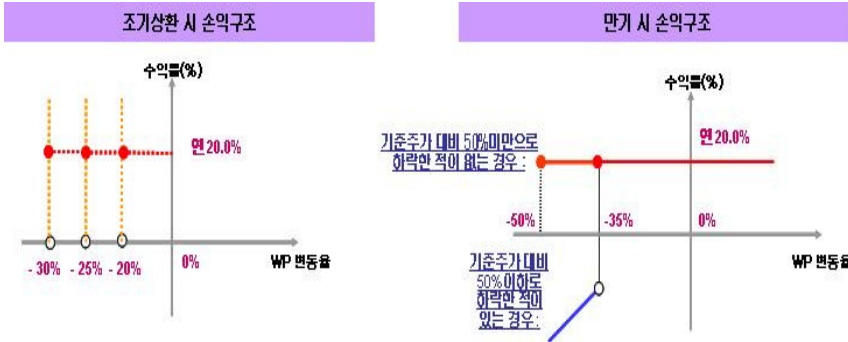 조기상환 시 손익구조
수익률(%)
연20.0%
- 30%
- 25%
- 20%
0%
WP 변동율
만기 시 손익구조
수익률(%)
연20.0%
기준주가 대비 50%미만으로
하락한 적이 없는 경우 :
-50%
-35%
0%
WP 변동율
기준주가 대비
50%이하로
하락한 적이
있는 경우 :